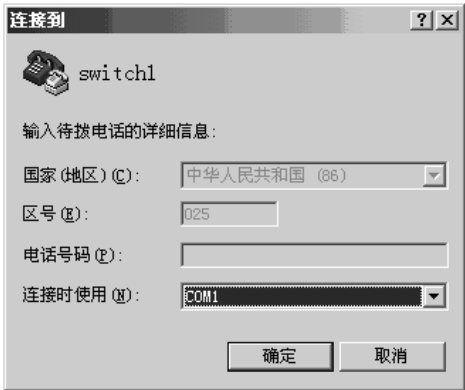 连接到
switch1
输入待拨电话的详细信息:
国家(地区)(C): 中华人民共和国 (86)
区号(E): 025
电话号码(P):
连接时使用(N): COM1
确定 取消